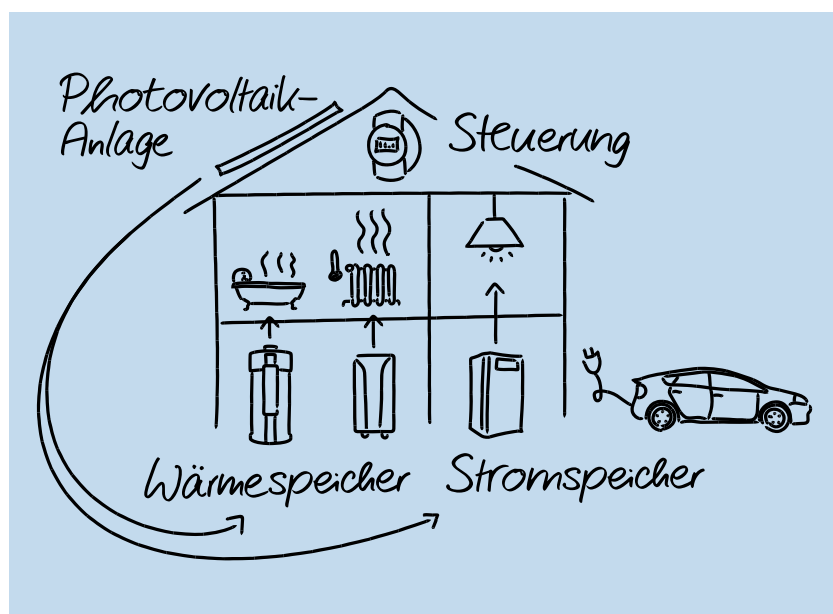 Photovoltaik-
Anlage
Steuerung
Wärmespeicher
Stromspeicher